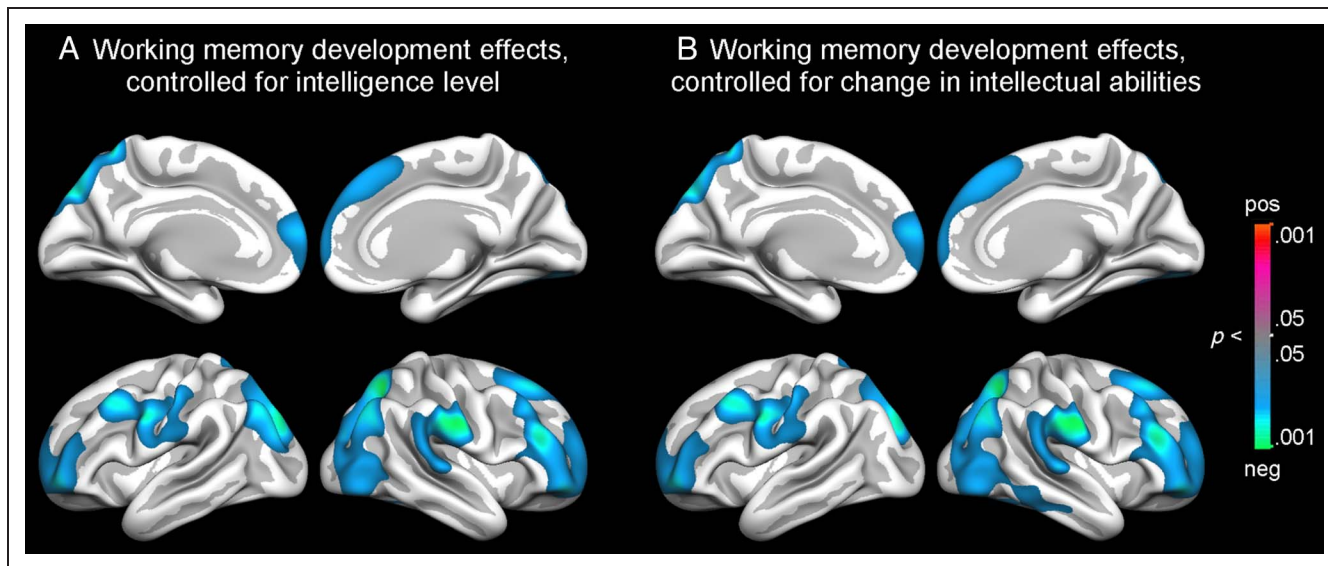 A Working memory development effects,
controlled for intelligence level
B Working memory development effects,
controlled for change in intellectual abilities
pos
.001
.05
p <
.05
.001
neg